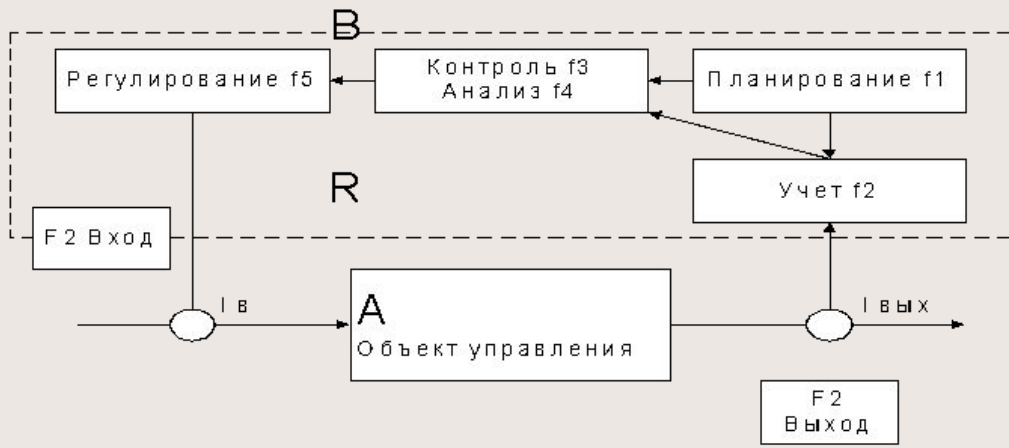 B
Регулирование f5
Контроль f3
Анализ f4
Планирование f1
Учет f2
R
F2 Вход
I в
A
Объект управления
I вых
F2
Выход